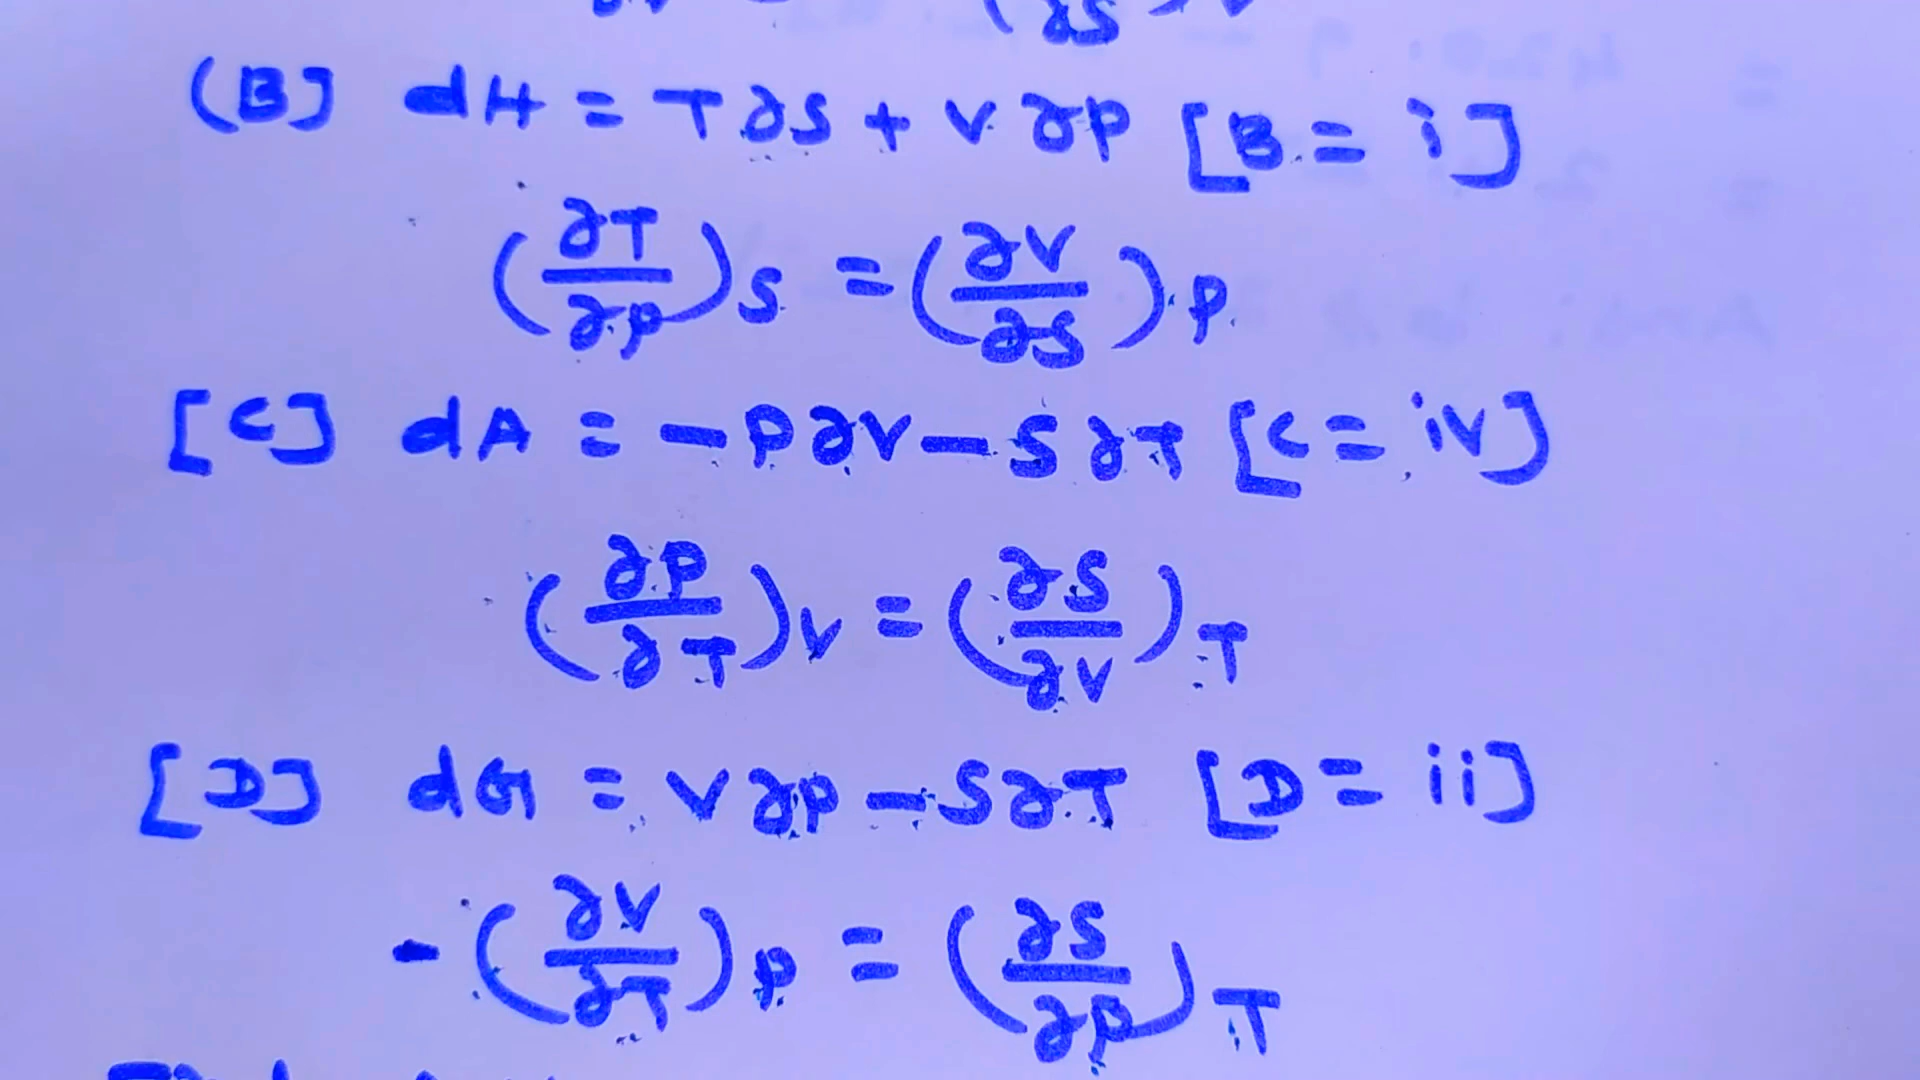 (B] dH = T∂S + V∂P [B = i]
(∂T/∂P)S = (∂V/∂S)P
[C] dA = -P∂V - S∂T [C = iv]
(∂P/∂T)V = (∂S/∂V)T
[D] dG = V∂P - S∂T [D = ii]
-(∂V/∂T)P = (∂S/∂P)T